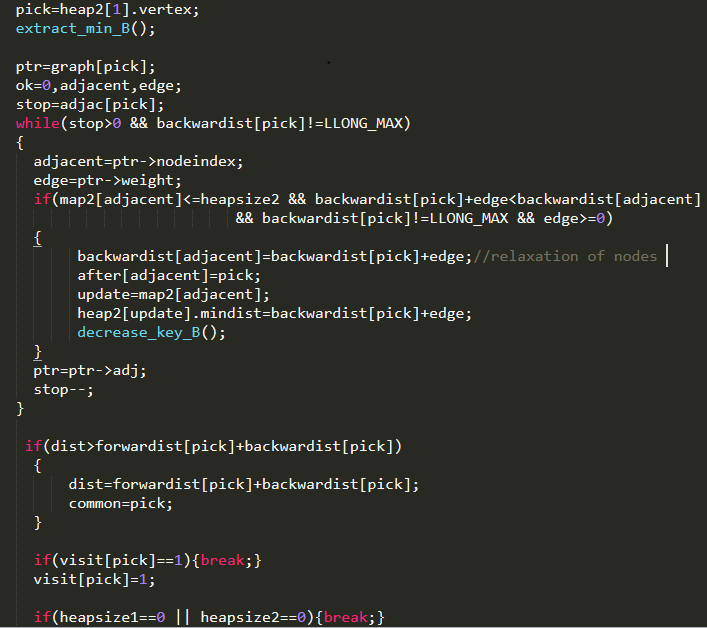 pick=heap2[1].vertex;
extract_min_B();
ptr=graph[pick];
ok=0,adjacent,edge;
stop=adjac[pick];
while(stop>0 && backwardist[pick]!=LLONG_MAX)
{
adjacent=ptr->nodeindex;
edge=ptr->weight;
if(map2[adjacent]<=heapsize2 && backwardist[pick]+edge<backwardist[adjacent]
&& backwardist[pick]!=LLONG_MAX && edge>=0)
{
backwardist[adjacent]=backwardist[pick]+edge;//relaxation of nodes
after[adjacent]=pick;
update=map2[adjacent];
heap2[update].mindist=backwardist[pick]+edge;
decrease_key_B();
}
ptr=ptr->adj;
stop--;
}
if(dist>forwardist[pick]+backwardist[pick])
{
dist=forwardist[pick]+backwardist[pick];
common=pick;
}
if(visit[pick]==1){break;}
visit[pick]=1;
if(heapsize1==0 || heapsize2==0){break;}